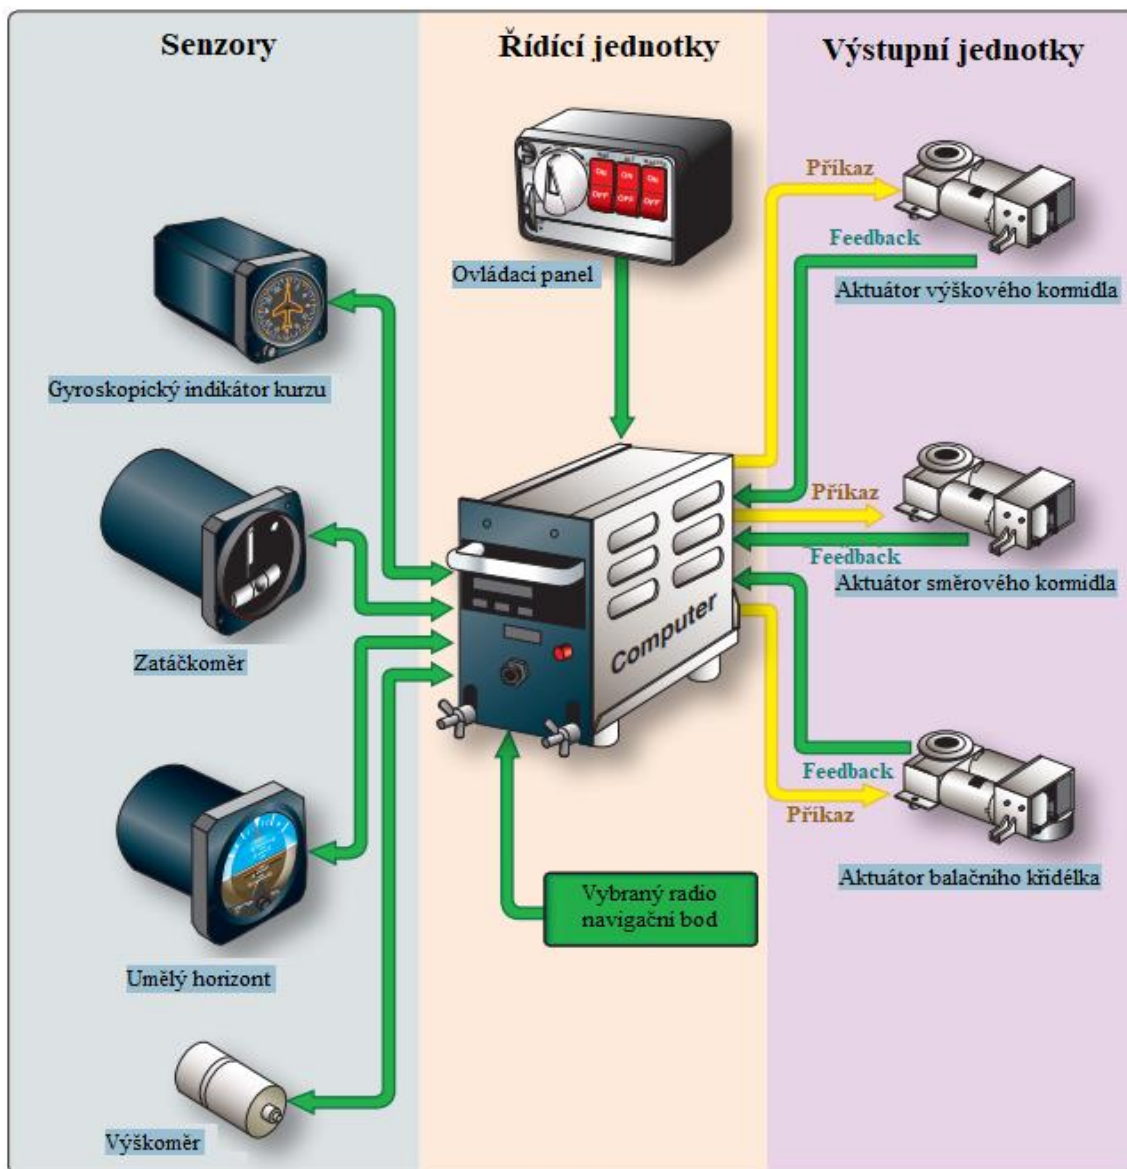 Senzory
Řídící jednotky
Výstupní jednotky
ON
ON
ON
OFF
OFF
OFF
Ovládací panel
Příkaz
Feedback
Aktuátor výškového kormidla
Gyroskopický indikátor kurzu
Příkaz
Feedback
Aktuátor směrového kormidla
Computer
Zatáčkoměr
Feedback
Příkaz
Aktuátor balačního křidélka
Vybraný radio
navigační bod
Umělý horizont
Výškoměr